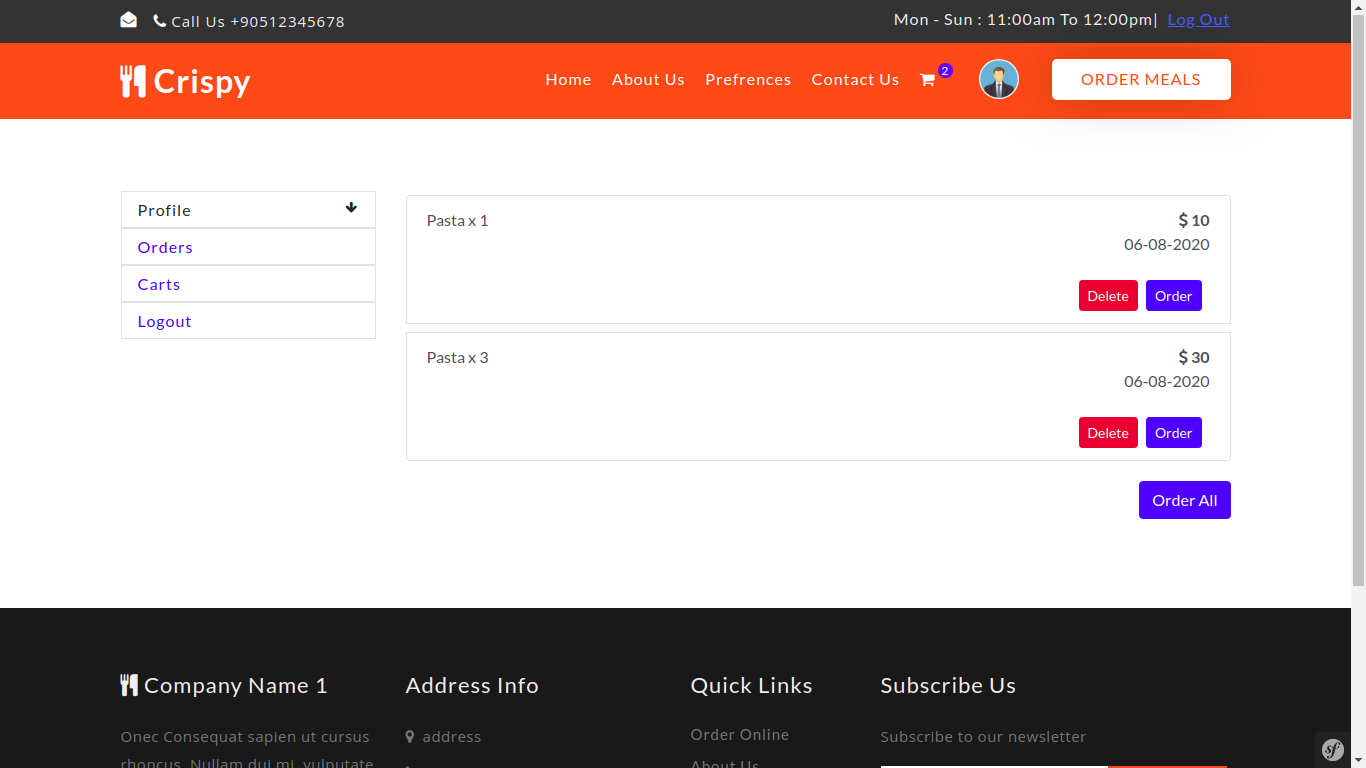 Call Us +90512345678
Mon - Sun : 11:00am To 12:00pm| Log Out
Crispy
Home About Us Prefrences Contact Us 2 ORDER MEALS
Profile
Orders
Carts
Logout
Pasta x 1
$ 10
06-08-2020
Delete Order
Pasta x 3
$ 30
06-08-2020
Delete Order
Order All
Company Name 1
Onec Consequat sapien ut cursus
rhoncus. Nullam dui mi, vulputate
Address Info
address
Quick Links
Order Online
About Us
Subscribe Us
Subscribe to our newsletter
sf